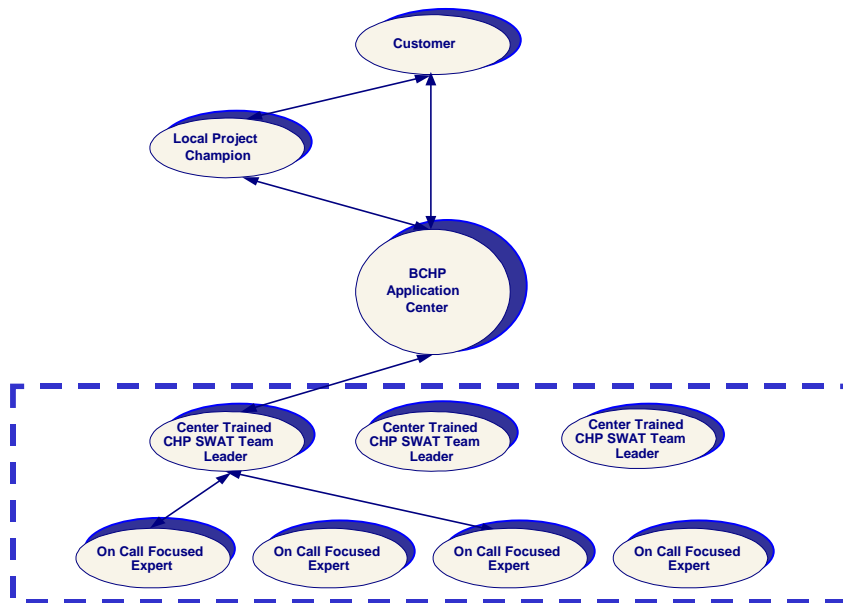 Customer
Local Project
Champion
BCHP
Application
Center
Center Trained
CHP SWAT Team
Leader
Center Trained
CHP SWAT Team
Leader
Center Trained
CHP SWAT Team
Leader
On Call Focused
Expert
On Call Focused
Expert
On Call Focused
Expert
On Call Focused
Expert